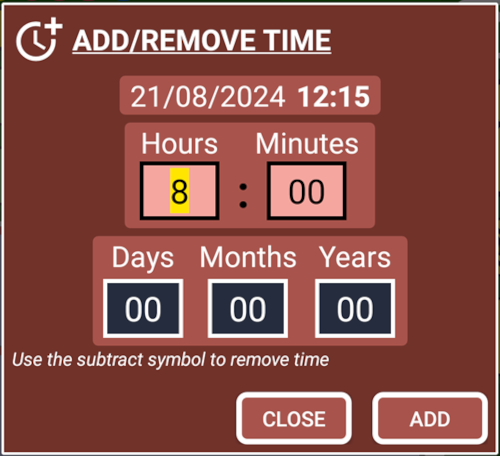 ADD/REMOVE TIME
21/08/2024 12:15
Hours Minutes
8 : 00
Days Months Years
00 00 00
Use the subtract symbol to remove time
CLOSE ADD